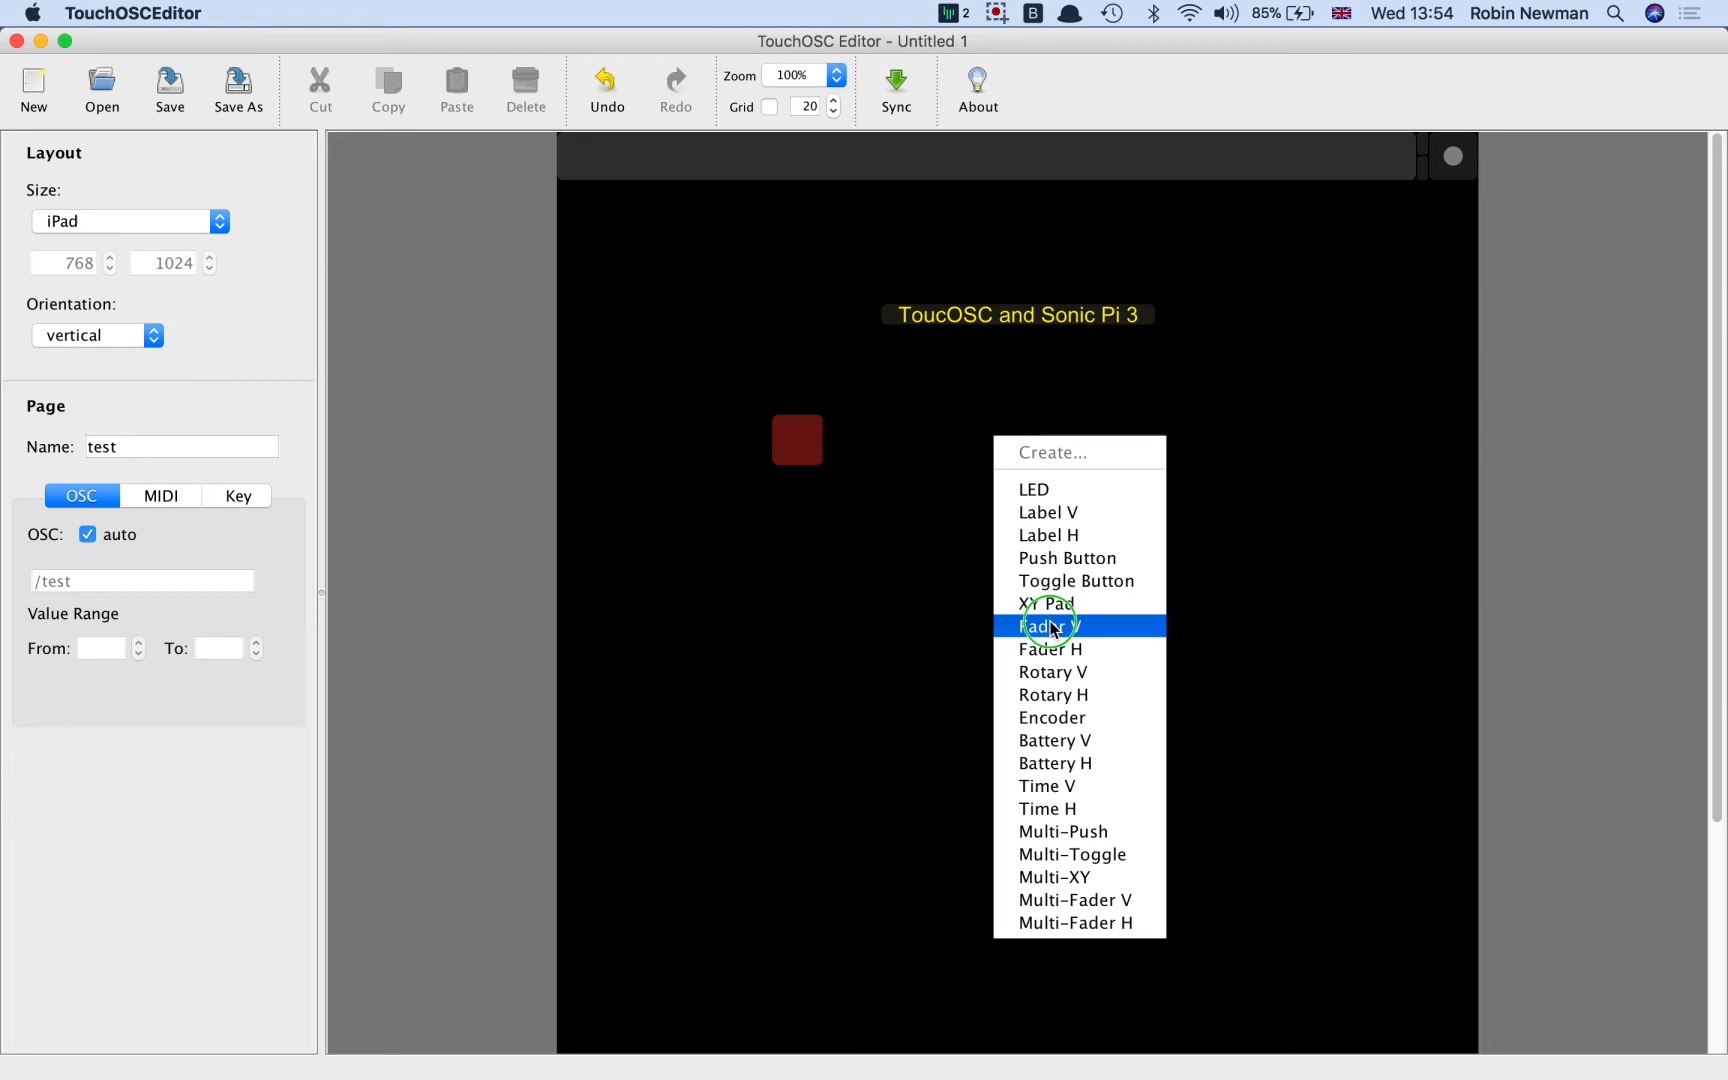 TouchOSCEditor 2 B 85% Wed 13:54 Robin Newman
TouchOSC Editor - Untitled 1
New Open Save Save As Cut Copy Paste Delete Undo Redo Zoom 100% Grid 20 Sync About
Layout
Size:
iPad
768 1024
Orientation:
vertical
Page
Name: test
OSC MIDI Key
OSC: auto
/test
Value Range
From: To:
ToucOSC and Sonic Pi 3
Create...
LED
Label V
Label H
Push Button
Toggle Button
XY Pad
Fader V
Fader H
Rotary V
Rotary H
Encoder
Battery V
Battery H
Time V
Time H
Multi-Push
Multi-Toggle
Multi-XY
Multi-Fader V
Multi-Fader H